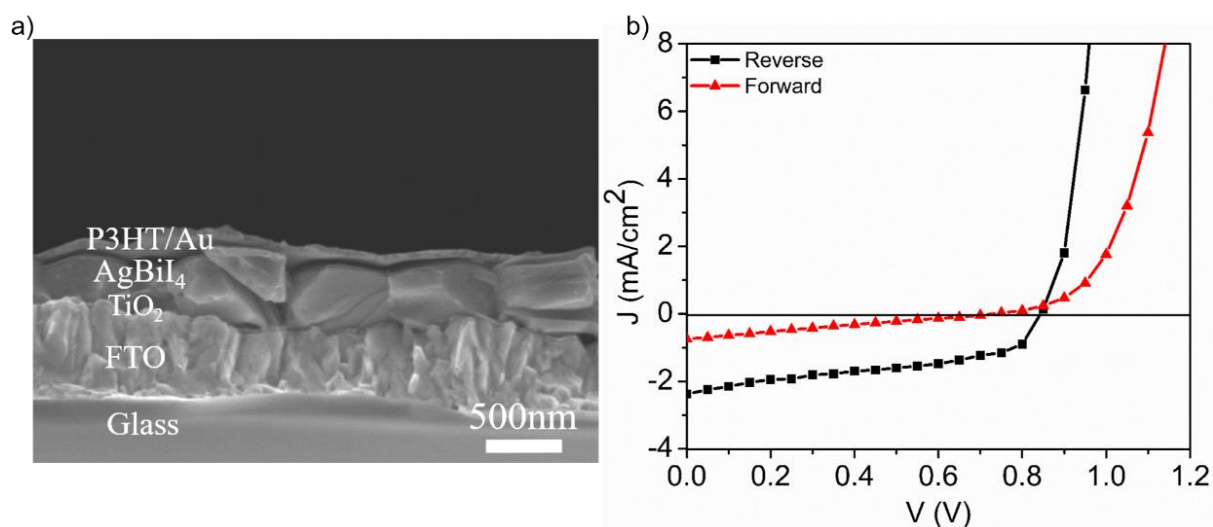 a)
P3HT/Au
AgBiI4
TiO2
FTO
Glass
500nm
b)
Reverse
Forward
J (mA/cm2)
8
6
4
2
0
-2
-4
0.0 0.2 0.4 0.6 0.8 1.0 1.2
V (V)